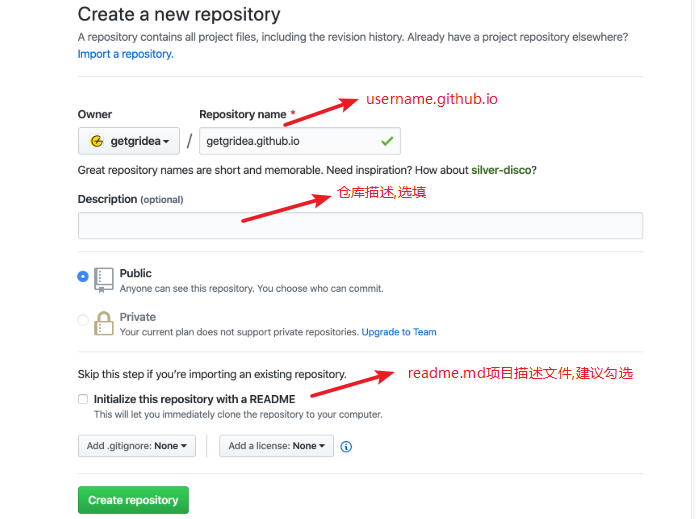 Create a new repository
A repository contains all project files, including the revision history. Already have a project repository elsewhere?
Import a repository.
username.github.io
Owner
Repository name *
getgridea
/
getgridea.github.io
Great repository names are short and memorable. Need inspiration? How about silver-disco?
仓库描述,选填
Description (optional)
Public
Anyone can see this repository. You choose who can commit.
Private
Your current plan does not support private repositories. Upgrade to Team
Skip this step if you're importing an existing repository.
readme.md项目描述文件,建议勾选
Initialize this repository with a README
This will let you immediately clone the repository to your computer.
Add .gitignore: None
Add a license: None
Create repository